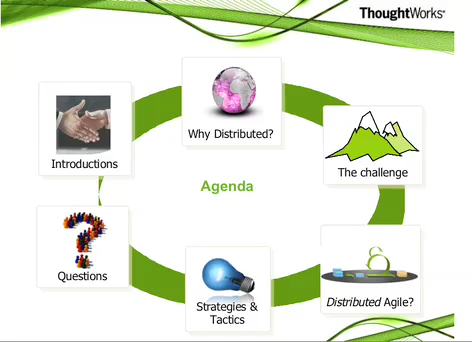 ThoughtWorks®
Why Distributed?
Introductions
The challenge
Agenda
Questions
Distributed Agile?
Strategies &
Tactics